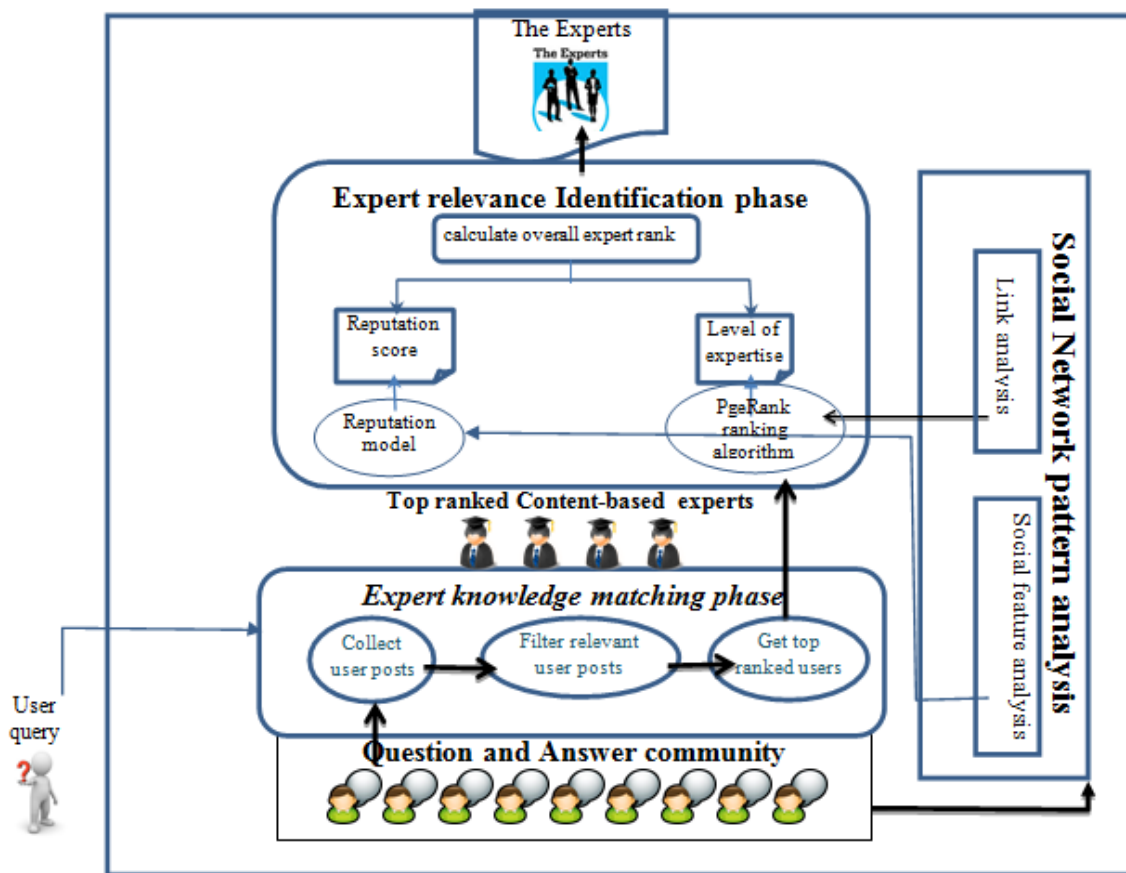 The Experts
The Experts
Expert relevance Identification phase
calculate overall expert rank
Reputation
score
Level of
expertise
Reputation
model
PgeRank
ranking
algorithm
Link analysis
Social feature analysis
Social Network pattern analysis
Top ranked Content-based experts
Expert knowledge matching phase
Collect
user posts
Filter relevant
user posts
Get top
ranked users
User
query
?
Question and Answer community